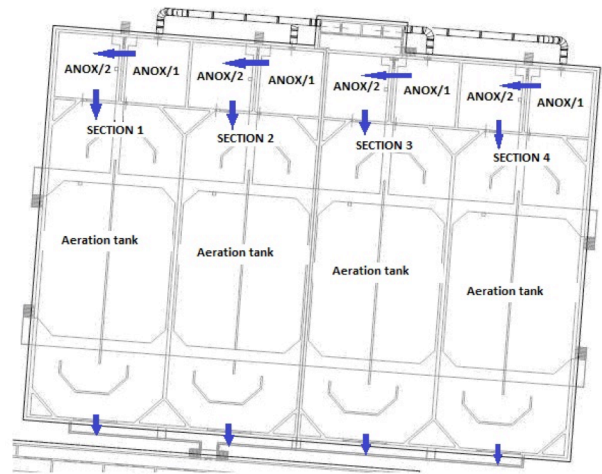 ANOX/2 ANOX/1 ANOX/2 ANOX/1 ANOX/2 ANOX/1 ANOX/2 ANOX/1
SECTION 1 SECTION 2 SECTION 3 SECTION 4
Aeration tank Aeration tank Aeration tank Aeration tank